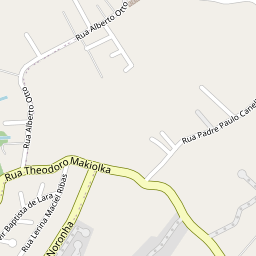 Rua Alberto Otto
Rua Alberto Otto
Rua Padre Paulo Canel
Rua Theodoro Makiolka
Baptista de Lara
Rua Lerina Maciel Ribas
Noronha